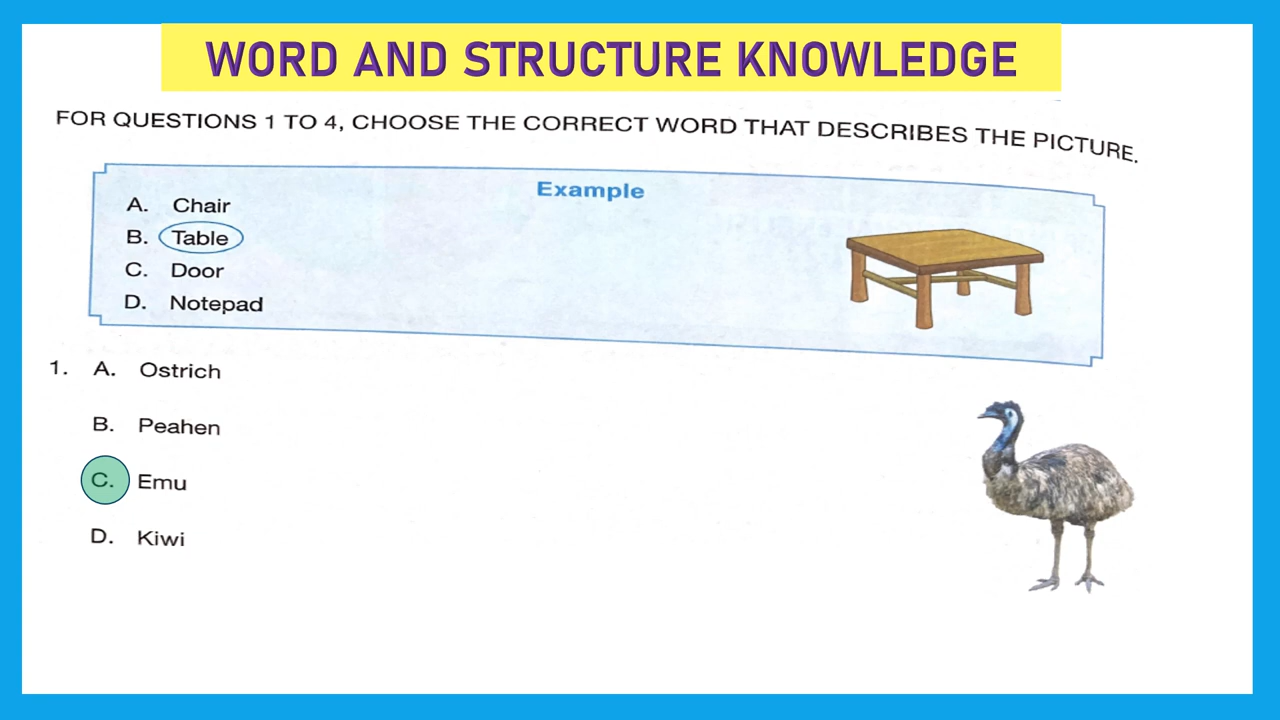 WORD AND STRUCTURE KNOWLEDGE
FOR QUESTIONS 1 TO 4, CHOOSE THE CORRECT WORD THAT DESCRIBES THE PICTURE.
Example
A. Chair
B. Table
C. Door
D. Notepad
1. A. Ostrich
B. Peahen
C. Emu
D. Kiwi